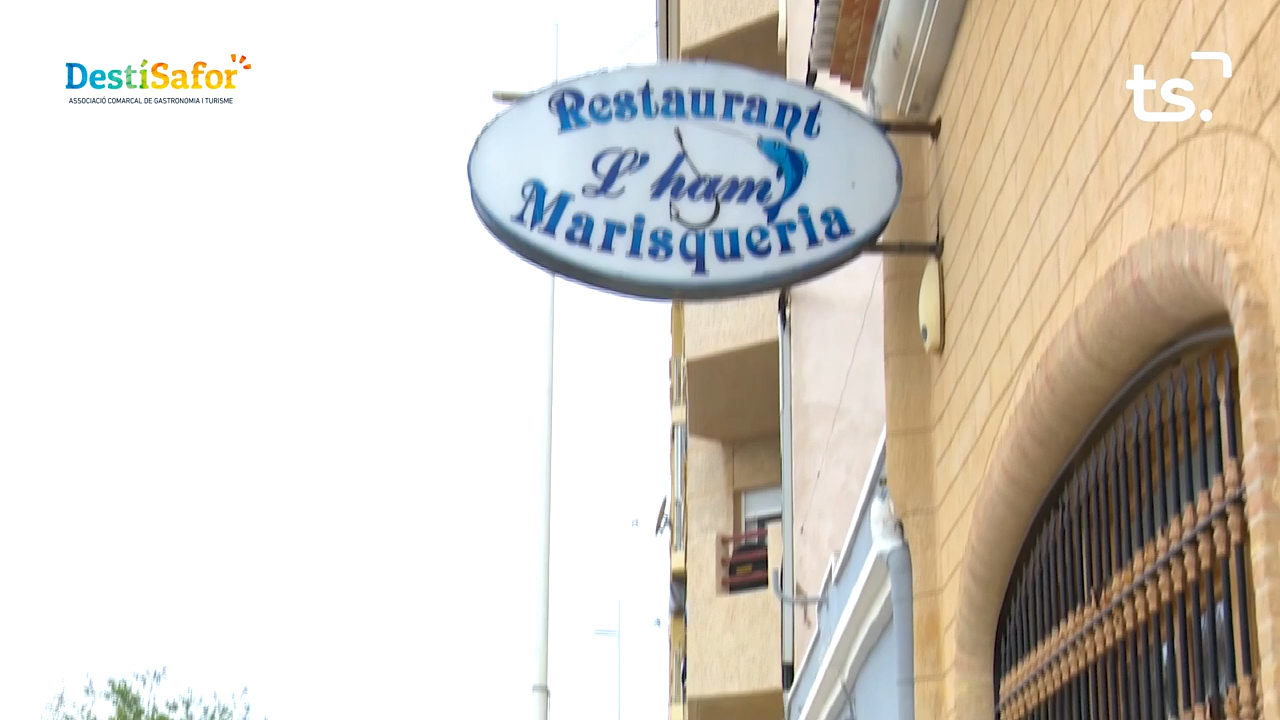 DestíSafor
ASSOCIACIÓ COMARCAL DE GASTRONOMIA I TURISME
ts.
Restaurant
L'ham
Marisqueria